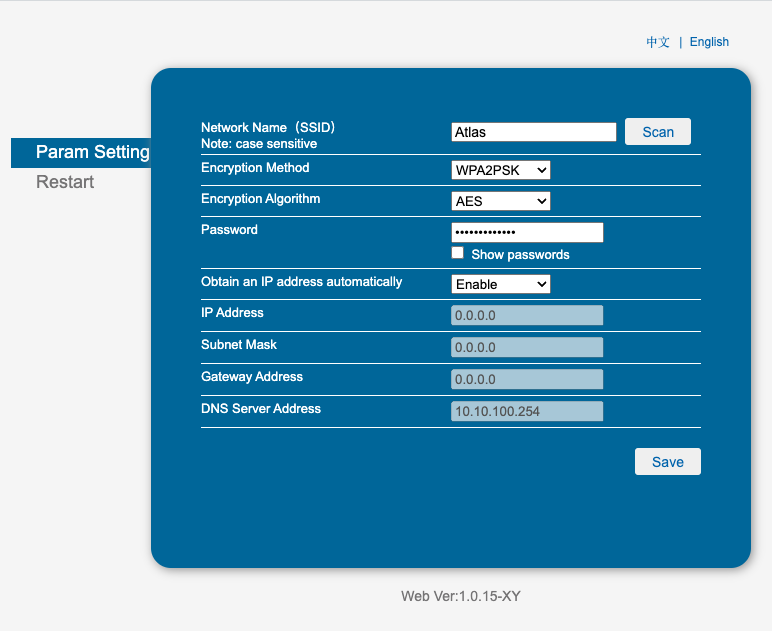 中文 | English
Param Setting
Restart
Network Name（SSID）
Note: case sensitive
Atlas
Scan
Encryption Method
WPA2PSK
Encryption Algorithm
AES
Password
•••••••••••••
Show passwords
Obtain an IP address automatically
Enable
IP Address
0.0.0.0
Subnet Mask
0.0.0.0
Gateway Address
0.0.0.0
DNS Server Address
10.10.100.254
Save
Web Ver:1.0.15-XY